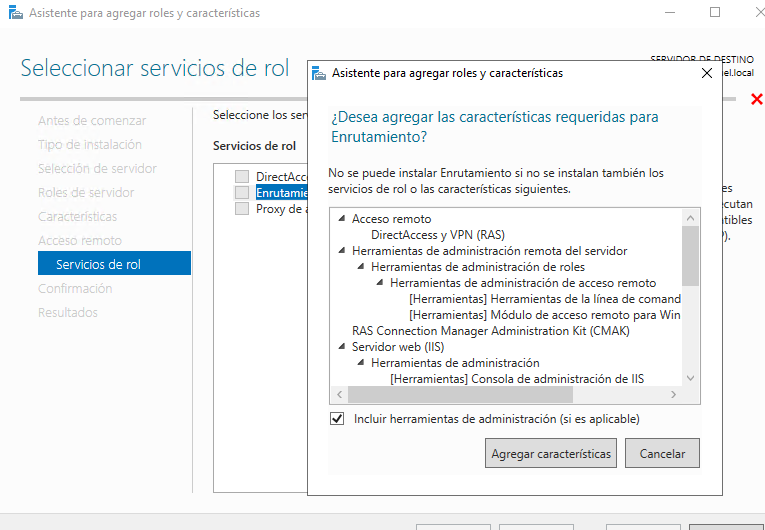 Asistente para agregar roles y características
Seleccionar servicios de rol
SERVIDOR DE DESTINO
el.local
Antes de comenzar
Tipo de instalación
Selección de servidor
Roles de servidor
Características
Acceso remoto
Servicios de rol
Confirmación
Resultados
Seleccione los
Servicios de rol
Proxy de
Asistente para agregar roles y características
¿Desea agregar las características requeridas para
Enrutamiento?
No se puede instalar Enrutamiento si no se instalan también los
servicios de rol o las características siguientes.
Acceso remoto
DirectAccess y VPN (RAS)
Herramientas de administración remota del servidor
Herramientas de administración de roles
Herramientas de administración de acceso remoto
[Herramientas] Herramientas de la línea de comand
[Herramientas] Módulo de acceso remoto para Win
RAS Connection Manager Administration Kit (CMAK)
Servidor web (IIS)
Herramientas de administración
[Herramientas] Consola de administración de IIS
Incluir herramientas de administración (si es aplicable)
Agregar características
Cancelar